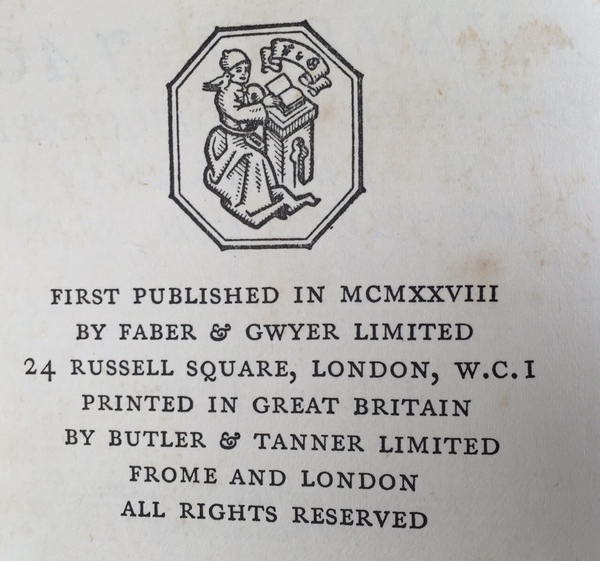 F & G
FIRST PUBLISHED IN MCMXXVIII
BY FABER & GWYER LIMITED
24 RUSSELL SQUARE, LONDON, W.C.1
PRINTED IN GREAT BRITAIN
BY BUTLER & TANNER LIMITED
FROME AND LONDON
ALL RIGHTS RESERVED